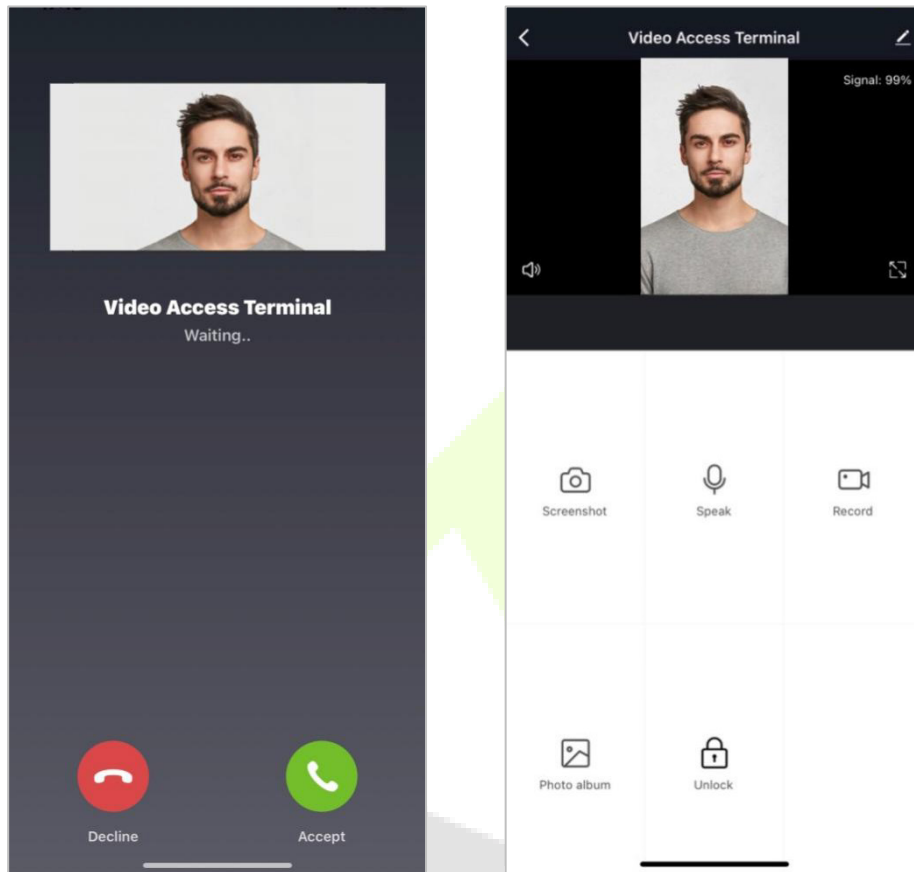 Video Access Terminal
Waiting..
Decline
Accept
Video Access Terminal
Signal: 99%
Screenshot
Speak
Record
Photo album
Unlock